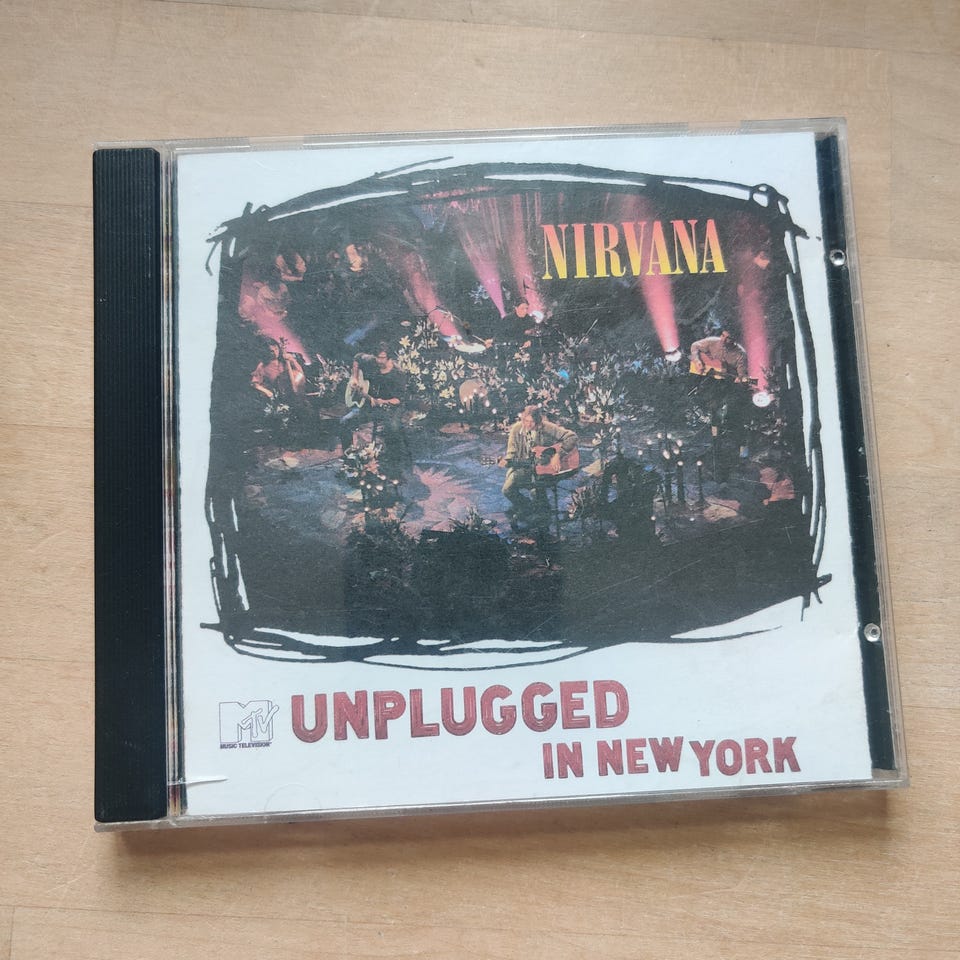 NIRVANA
MTV
MUSIC TELEVISION®
UNPLUGGED
IN NEW YORK